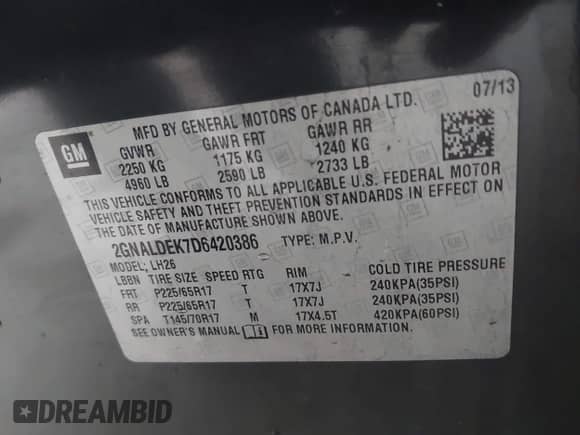 07/13
GM
MFD BY GENERAL MOTORS OF CANADA LTD.
GVWR GAWR FRT GAWR RR
2250 KG 1175 KG 1240 KG
4960 LB 2590 LB 2733 LB
THIS VEHICLE CONFORMS TO ALL APPLICABLE U.S. FEDERAL MOTOR
VEHICLE SAFETY AND THEFT PREVENTION STANDARDS IN EFFECT ON
THE DATE OF MANUFACTURE SHOWN ABOVE.
2GNALDEK7D6420386 TYPE: M.P.V.
MODEL: LH26
LBBN TIRE SIZE SPEED RTG RIM COLD TIRE PRESSURE
FRT P225/65R17 T 17X7J 240KPA(35PSI)
RR P225/65R17 T 17X7J 240KPA(35PSI)
SPA T145/70R17 M 17X4.5T 420KPA(60PSI)
SEE OWNER'S MANUAL FOR MORE INFORMATION.
DREAMBID